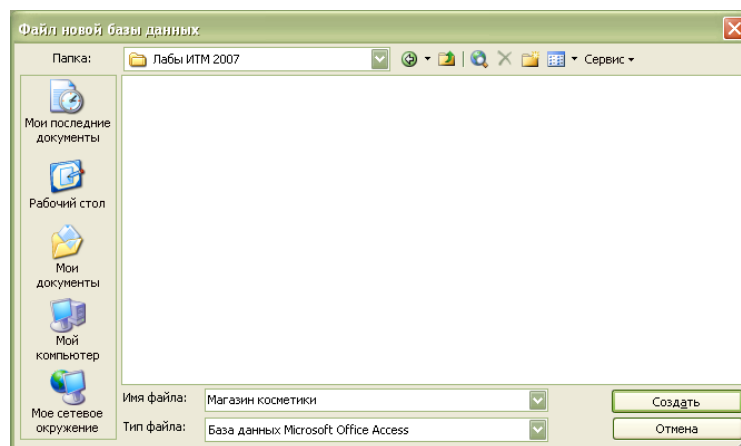 Файл новой базы данных
Папка:
Лабы ИТМ 2007
Сервис
Мои последние
документы
Рабочий стол
Мои
документы
Мой
компьютер
Мое сетевое
окружение
Имя файла:
Магазин косметики
Создать
Тип файла:
База данных Microsoft Office Access
Отмена